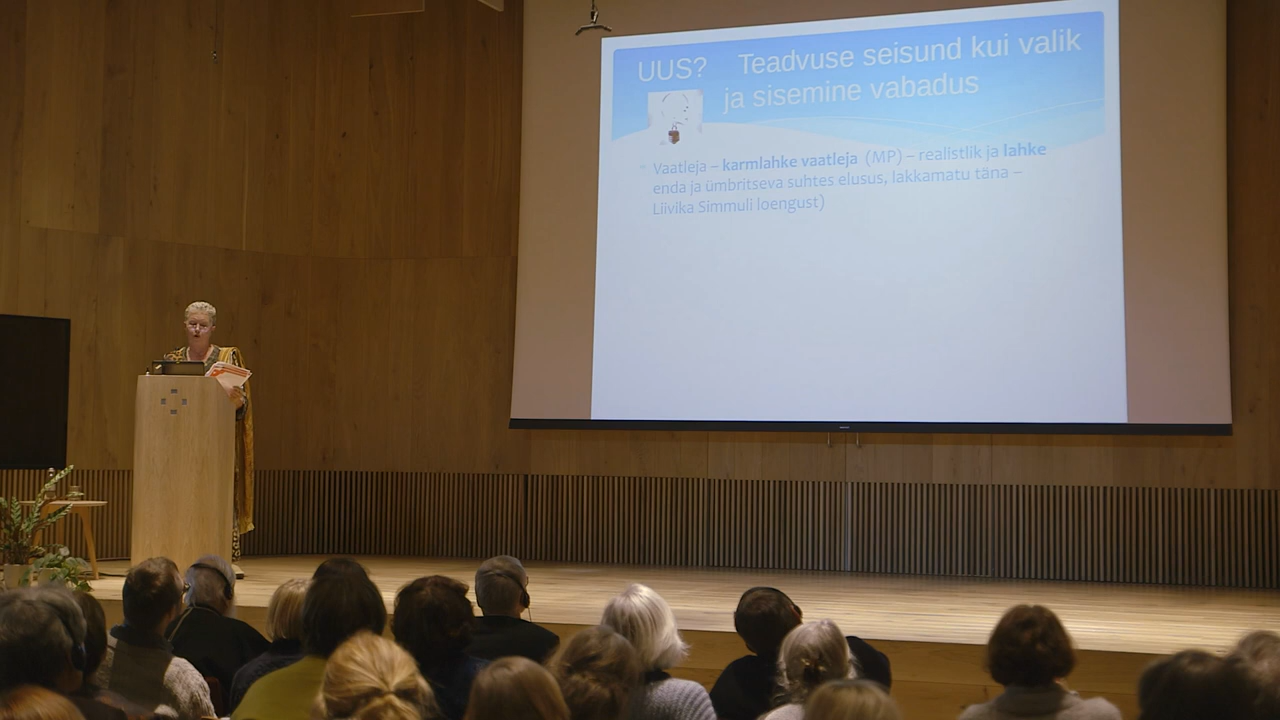 UUS? Teadvuse seisund kui valik
ja sisemine vabadus
Vaatleja – karmlahke vaatleja (MP) – realistlik ja lahke
enda ja ümbritseva suhtes elusus, lakkamatu täna –
Liivika Simmuli loengust)